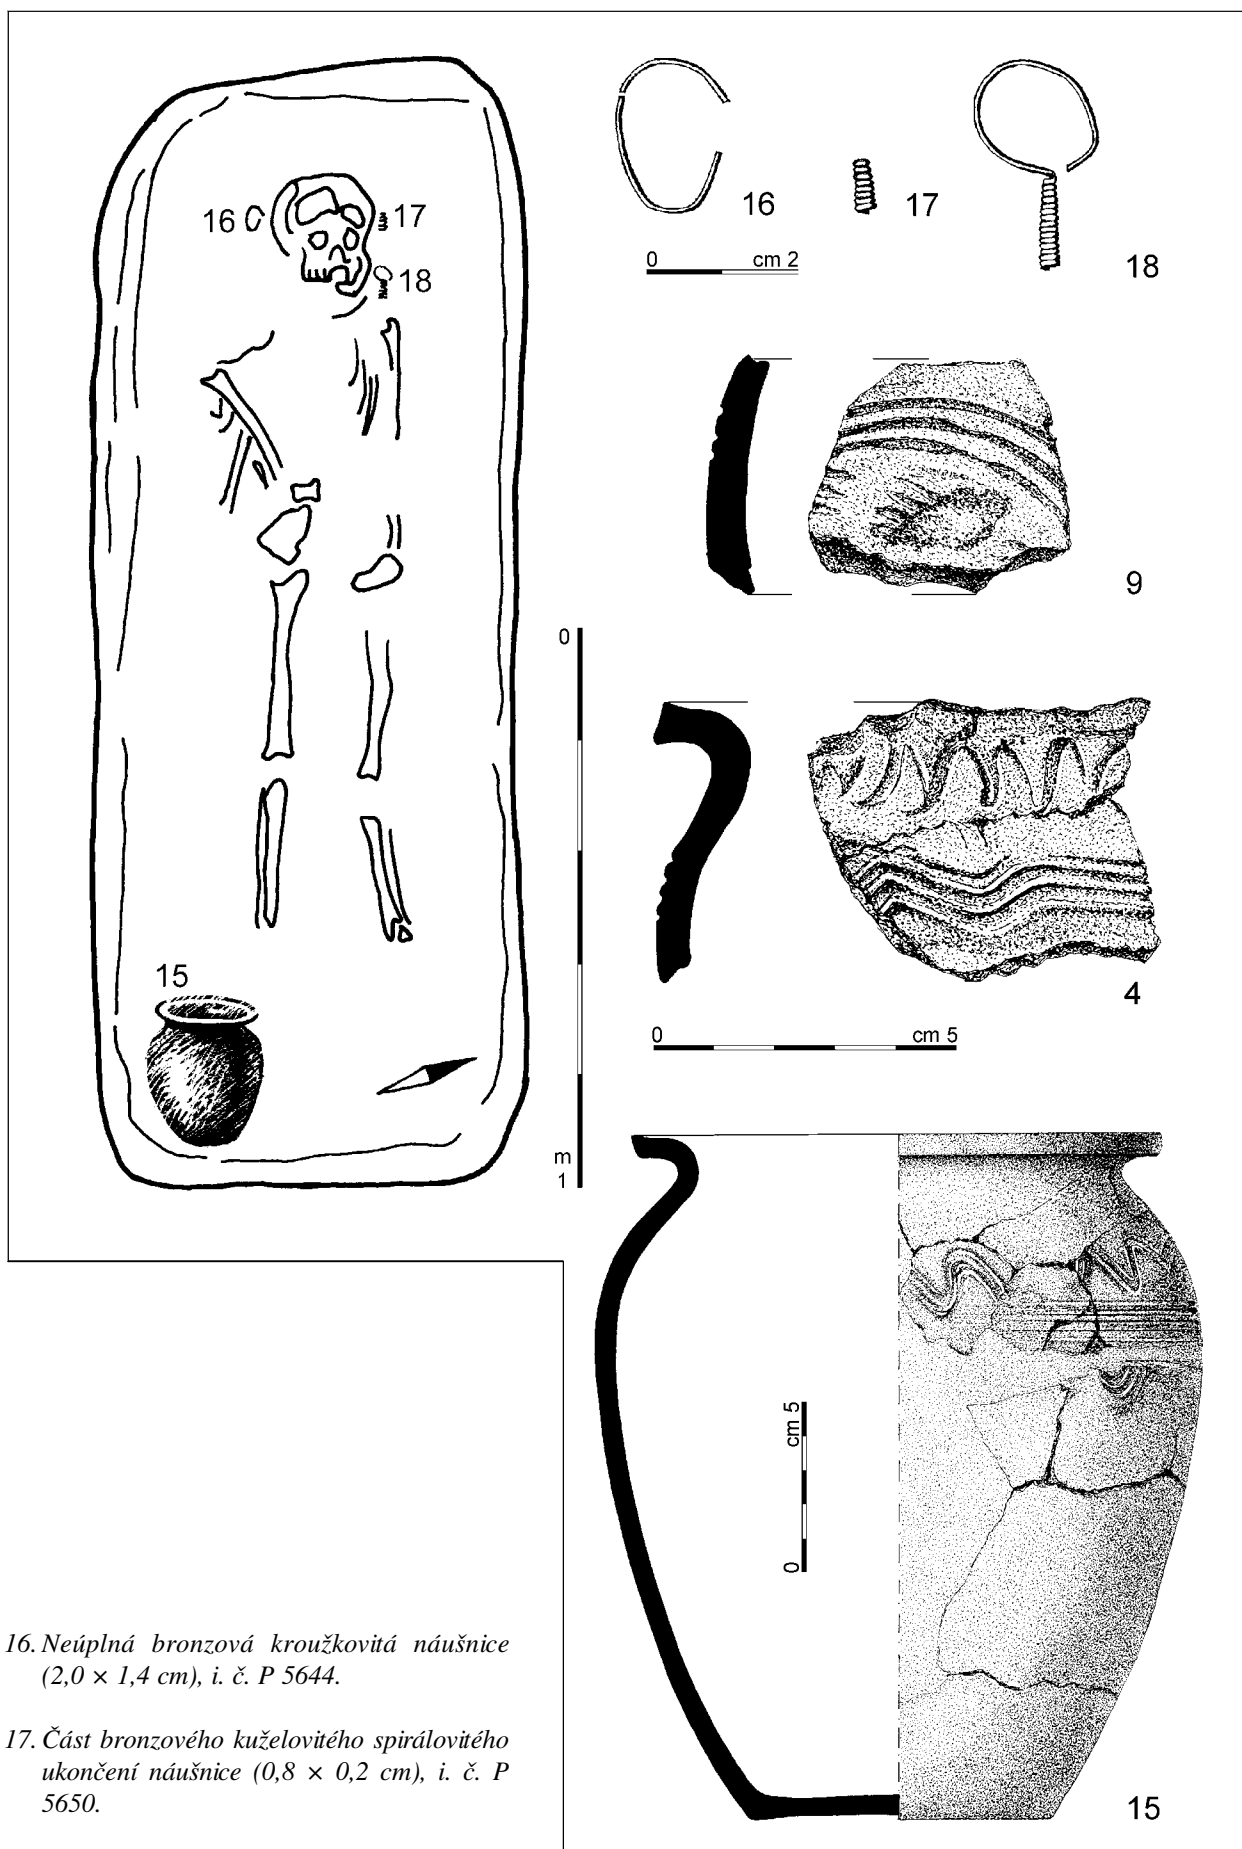 16 17
18
15
0
m
1
16 17 18
0 cm 2
9
4
0 cm 5
0 cm 5
15
16. Neúplná bronzová kroužkovitá náušnice
(2,0 × 1,4 cm), i. č. P 5644.
17. Část bronzového kuželovitého spirálovitého
ukončení náušnice (0,8 × 0,2 cm), i. č. P
5650.